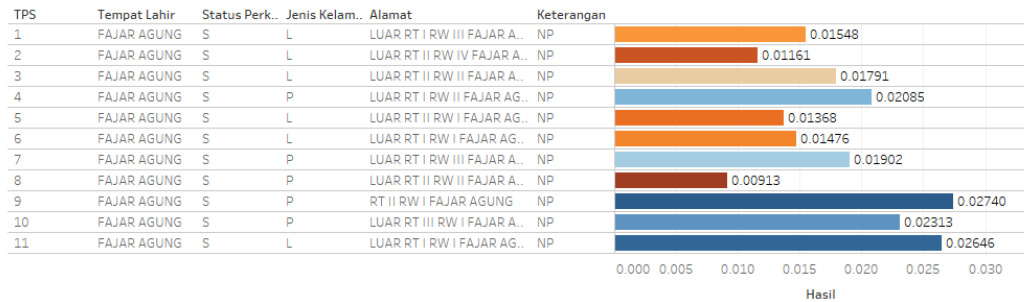 TPS Tempat Lahir Status Perk.. Jenis Kelam.. Alamat Keterangan
1 FAJAR AGUNG S L LUAR RT I RW III FAJAR A.. NP 0.01548
2 FAJAR AGUNG S L LUAR RT II RW IV FAJAR A.. NP 0.01161
3 FAJAR AGUNG S L LUAR RT II RW II FAJAR A.. NP 0.01791
4 FAJAR AGUNG S P LUAR RT I RW II FAJAR AG.. NP 0.02085
5 FAJAR AGUNG S L LUAR RT I RW II FAJAR AG.. NP 0.01368
6 FAJAR AGUNG S L LUAR RT I RW I FAJAR AG.. NP 0.01476
7 FAJAR AGUNG S P LUAR RT I RW III FAJAR A.. NP 0.01902
8 FAJAR AGUNG S P LUAR RT II RW II FAJAR A.. NP 0.00913
9 FAJAR AGUNG S P RT II RW I FAJAR AGUNG NP 0.02740
10 FAJAR AGUNG S P LUAR RT III RW I FAJAR A.. NP 0.02313
11 FAJAR AGUNG S L LUAR RT I RW I FAJAR AG.. NP 0.02646
0.000 0.005 0.010 0.015 0.020 0.025 0.030
Hasil